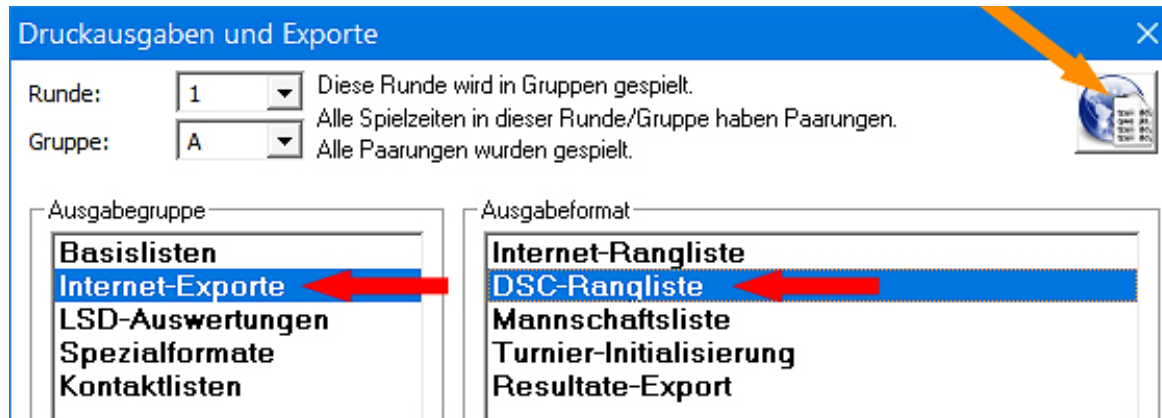 Druckausgaben und Exporte
Runde: 1 Diese Runde wird in Gruppen gespielt.
Alle Spielzeiten in dieser Runde/Gruppe haben Paarungen.
Gruppe: A Alle Paarungen wurden gespielt.
Ausgabegruppe Ausgabeformat
Basislisten Internet-Rangliste
Internet-Exporte DSC-Rangliste
LSD-Auswertungen Mannschaftsliste
Spezialformate Turnier-Initialisierung
Kontaktlisten Resultate-Export